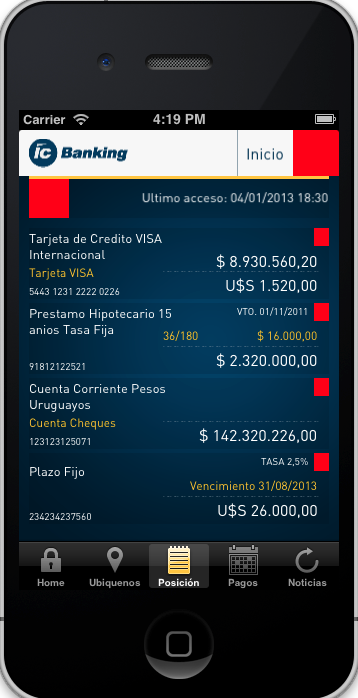 Carrier 4:19 PM
ic Banking Inicio
Ultimo acceso: 04/01/2013 18:30
Tarjeta de Credito VISA
Internacional
$ 8.930.560,20
Tarjeta VISA
U$S 1.520,00
5443 1231 2222 0226
Prestamo Hipotecario 15 VTO. 01/11/2011
anios Tasa Fija
36/180 $ 16.000,00
$ 2.320.000,00
91812122521
Cuenta Corriente Pesos
Uruguayos
Cuenta Cheques
$ 142.320.226,00
123123125071
TASA 2,5%
Plazo Fijo
Vencimiento 31/08/2013
U$S 26.000,00
234234237560
Home Ubiquenos Posición Pagos Noticias